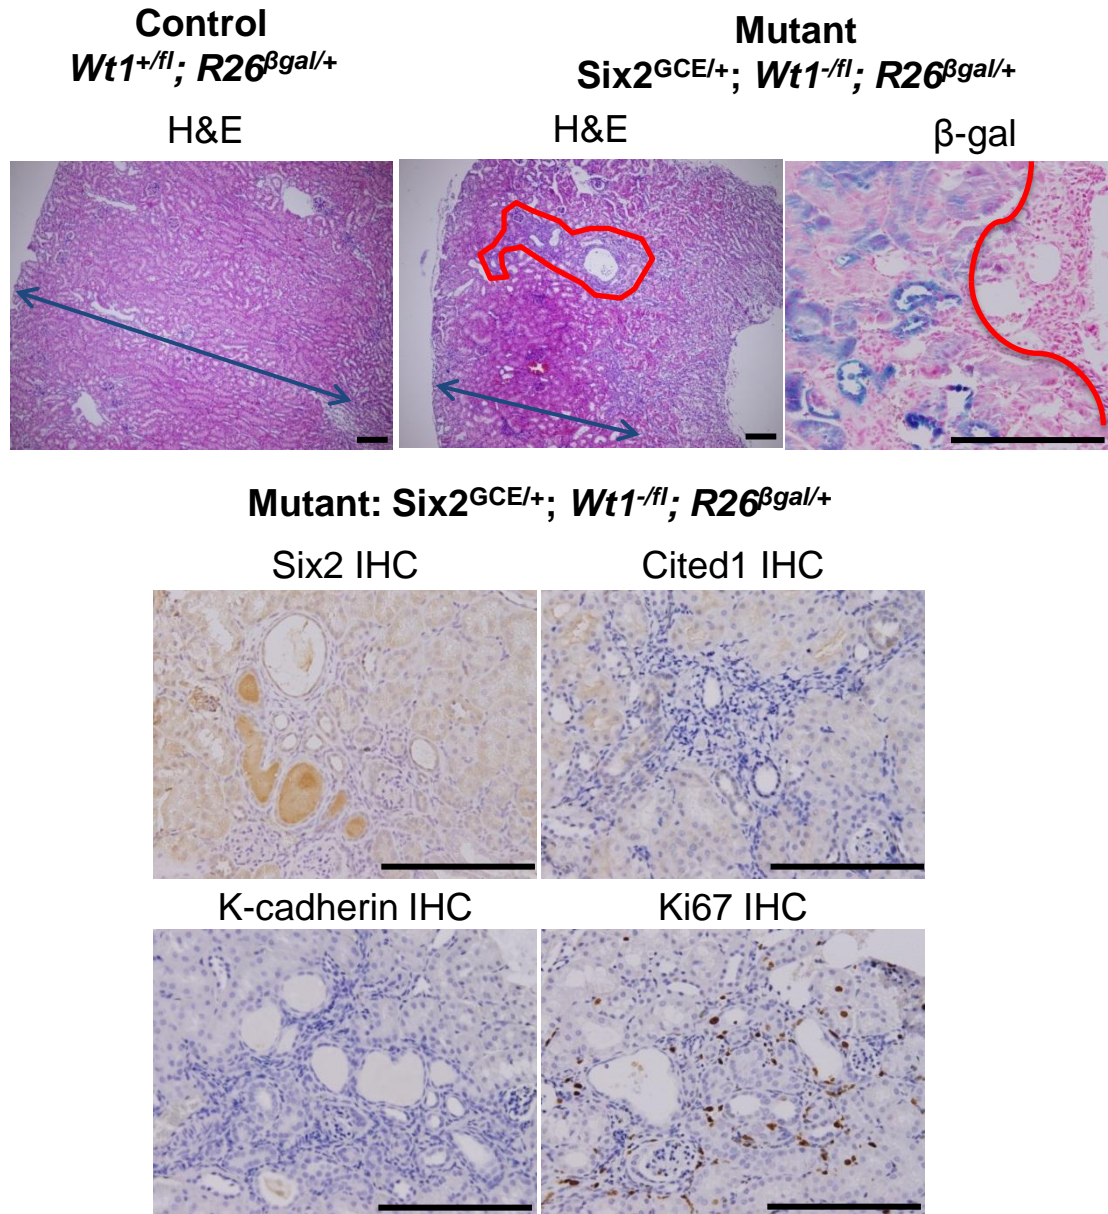 Control
Wt1+/fl; R26βgal/+
Mutant
Six2GCE/+; Wt1-/fl; R26βgal/+
H&E
H&E
β-gal
Mutant: Six2GCE/+; Wt1-/fl; R26βgal/+
Six2 IHC
Cited1 IHC
K-cadherin IHC
Ki67 IHC